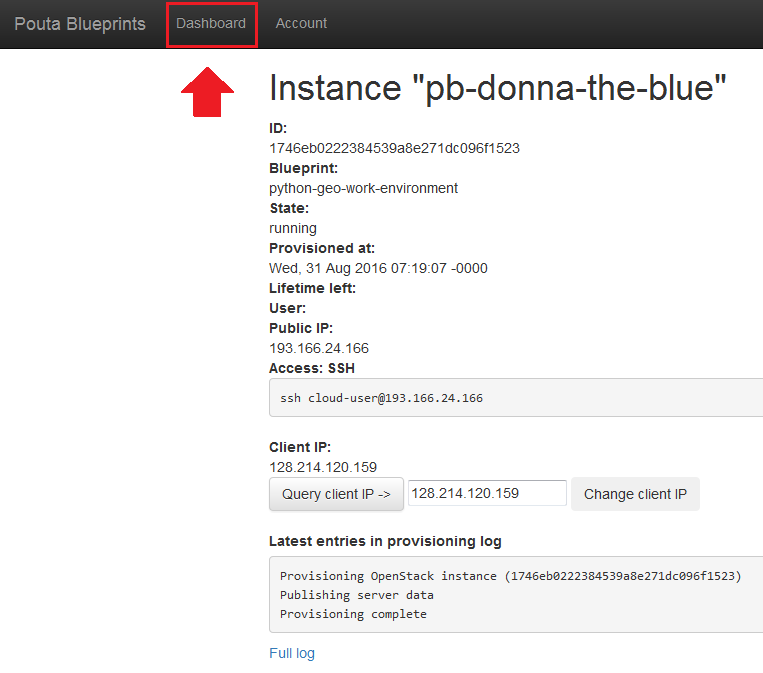 Pouta Blueprints Dashboard Account
Instance "pb-donna-the-blue"
ID:
1746eb0222384539a8e271dc096f1523
Blueprint:
python-geo-work-environment
State:
running
Provisioned at:
Wed, 31 Aug 2016 07:19:07 -0000
Lifetime left:
User:
Public IP:
193.166.24.166
Access: SSH
ssh cloud-user@193.166.24.166
Client IP:
128.214.120.159
Query client IP -> 128.214.120.159 Change client IP
Latest entries in provisioning log
Provisioning OpenStack instance (1746eb0222384539a8e271dc096f1523)
Publishing server data
Provisioning complete
Full log